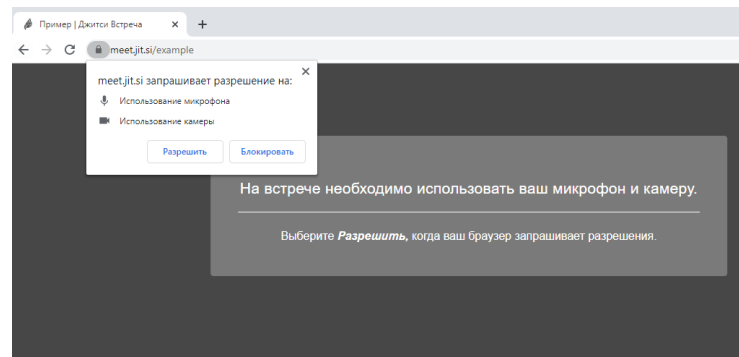 Пример | Джитси Встреча
meet.jit.si/example
meet.jit.si запрашивает разрешение на:
Использование микрофона
Использование камеры
Разрешить Блокировать
На встрече необходимо использовать ваш микрофон и камеру.
Выберите Разрешить, когда ваш браузер запрашивает разрешения.